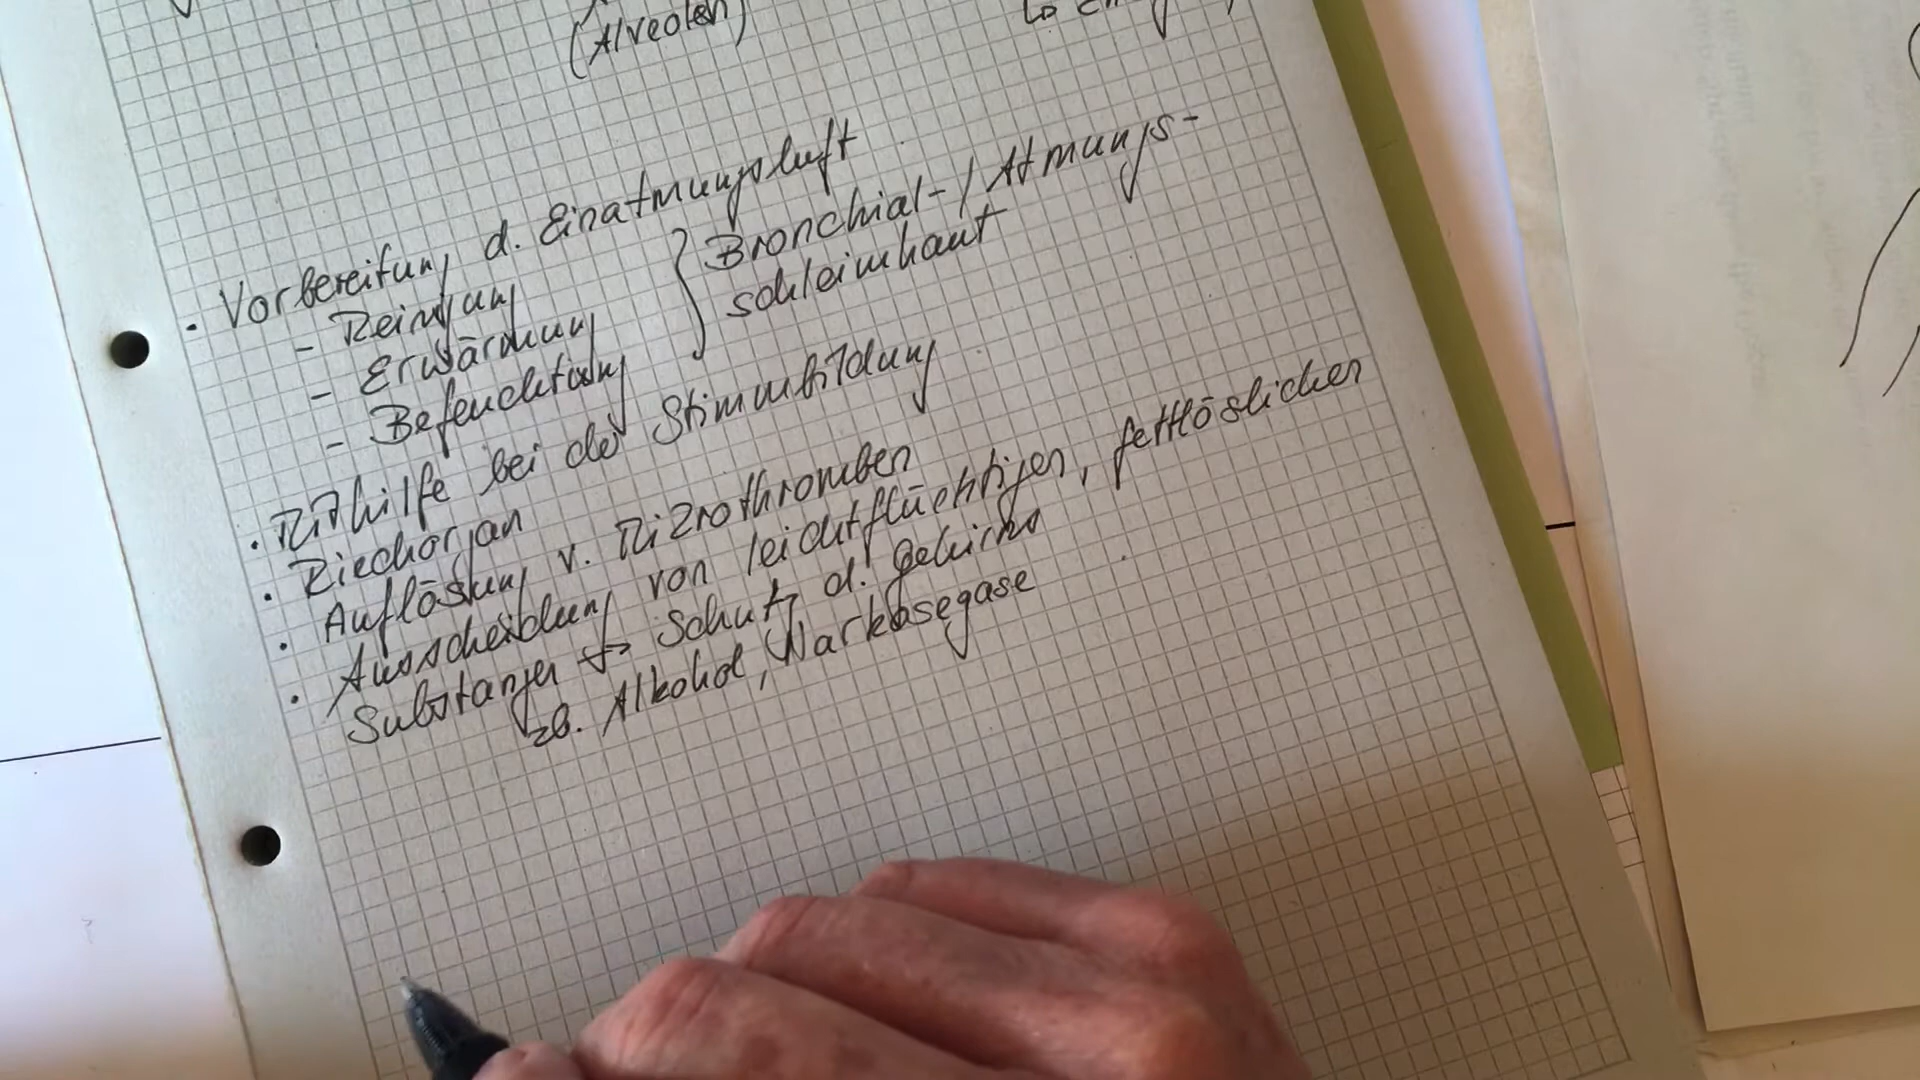 (Alveolen)
· Vorbereitung d. Einatmungsluft
- Reinigung
- Erwärmung
- Befeuchtung
} Bronchial-/Atmungs-
schleimhaut
· Mithilfe bei der Stimmbildung
· Riechorgan
· Auflösung v. Mikrothromben
· Ausscheidung von leichtflüchtigen, fettlöslichen
Substanzen → Schutz d. Gehirns
zB. Alkohol, Narkosegase